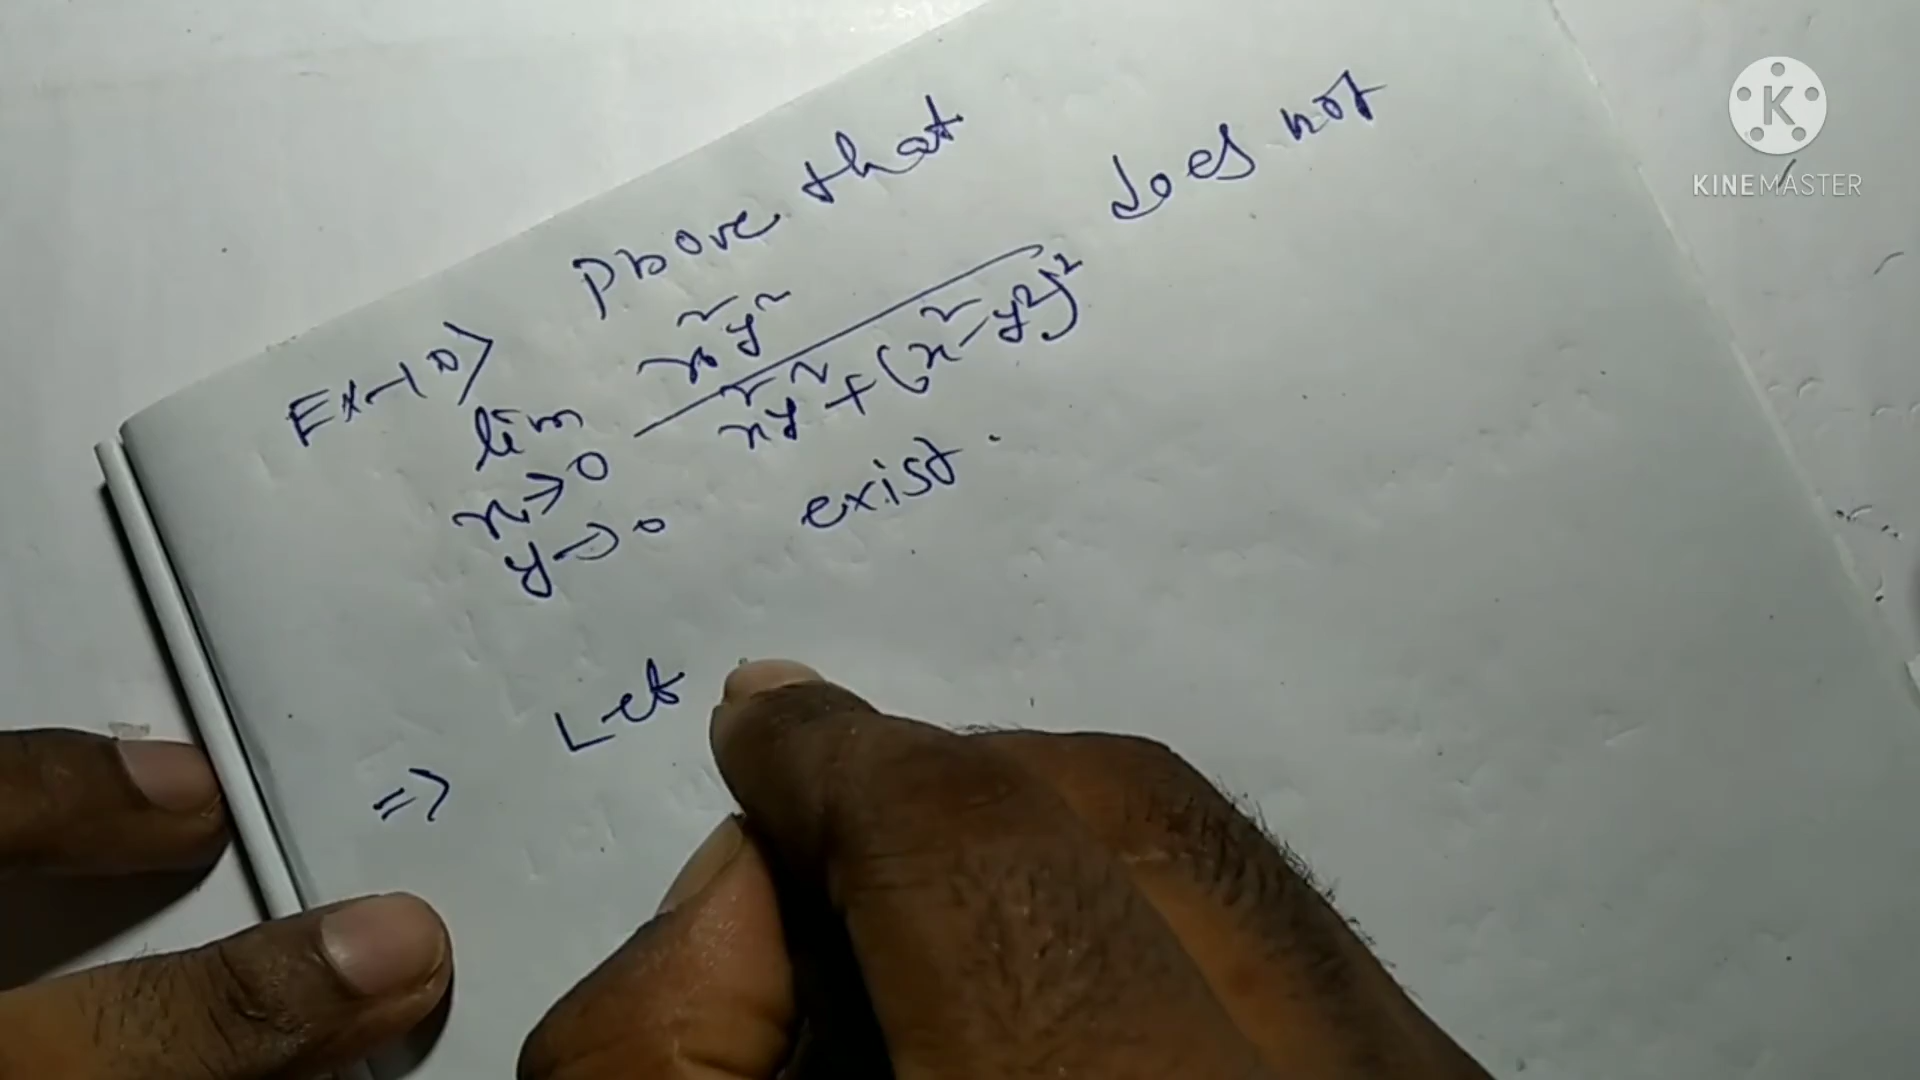 Ex-10> Prove that
lim x→0 y→0 x²y² / x²y² + (x²-y²)² does not
exist.
=> Let
K
KINEMASTER